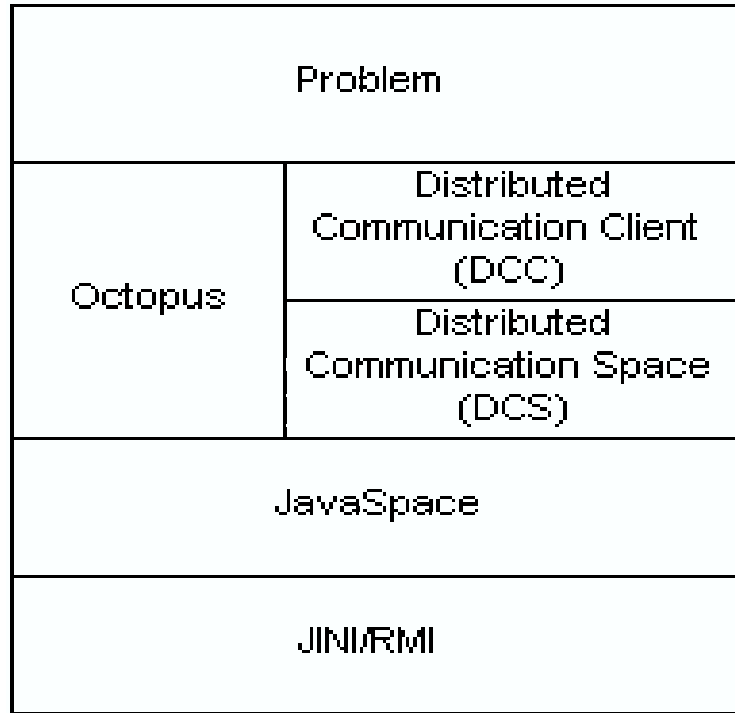 Problem
Octopus
Distributed
Communication Client
(DCC)
Distributed
Communication Space
(DCS)
JavaSpace
JINI/RMI